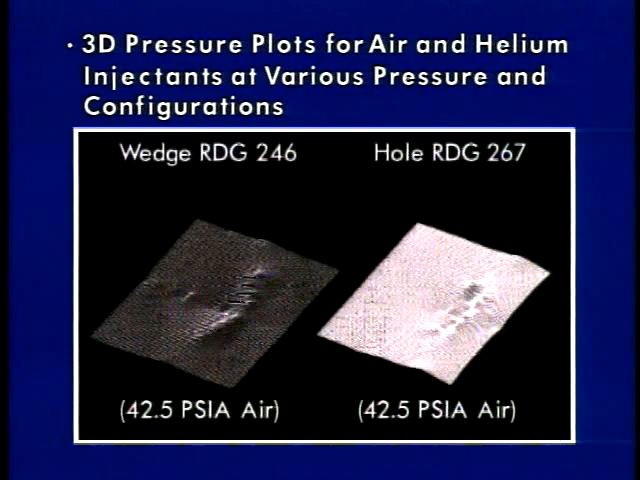 · 3D Pressure Plots for Air and Helium
Injectants at Various Pressure and
Configurations
Wedge RDG 246
Hole RDG 267
(42.5 PSIA Air)
(42.5 PSIA Air)